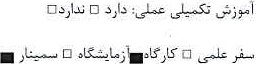 آموزش تکمیلی عملی: دارد □ ندارد□
سفر علمی □ کارگاه■ آزمایشگاه □ سمینار ■